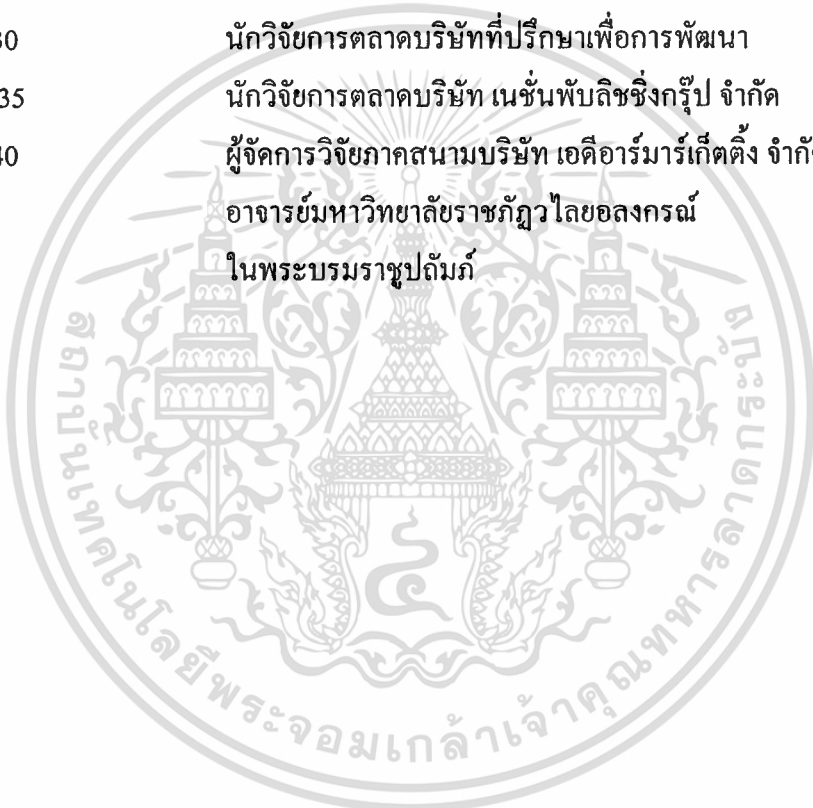 30 นักวิจัยการตลาดบริษัทที่ปรึกษาเพื่อการพัฒนา
35 นักวิจัยการตลาดบริษัท เนชั่นพับลิชชิ่งกรุ๊ป จำกัด
40 ผู้จัดการวิจัยภาคสนามบริษัท เอดีอาร์มาร์เก็ตติ้ง จำกัด
อาจารย์มหาวิทยาลัยราชภัฏวไลยอลงกรณ์
ในพระบรมราชูปถัมภ์
สถาบันเทคโนโลยีพระจอมเกล้าเจ้าคุณทหารลาดกระบัง